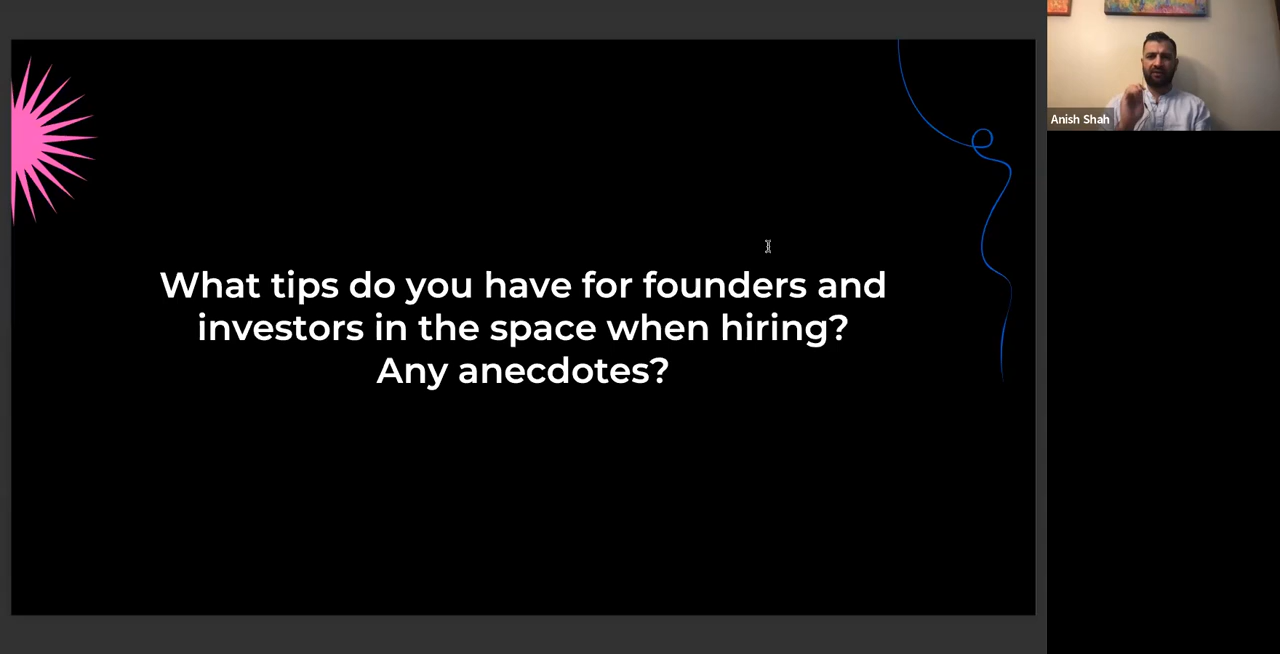 What tips do you have for founders and
investors in the space when hiring?
Any anecdotes?
Anish Shah